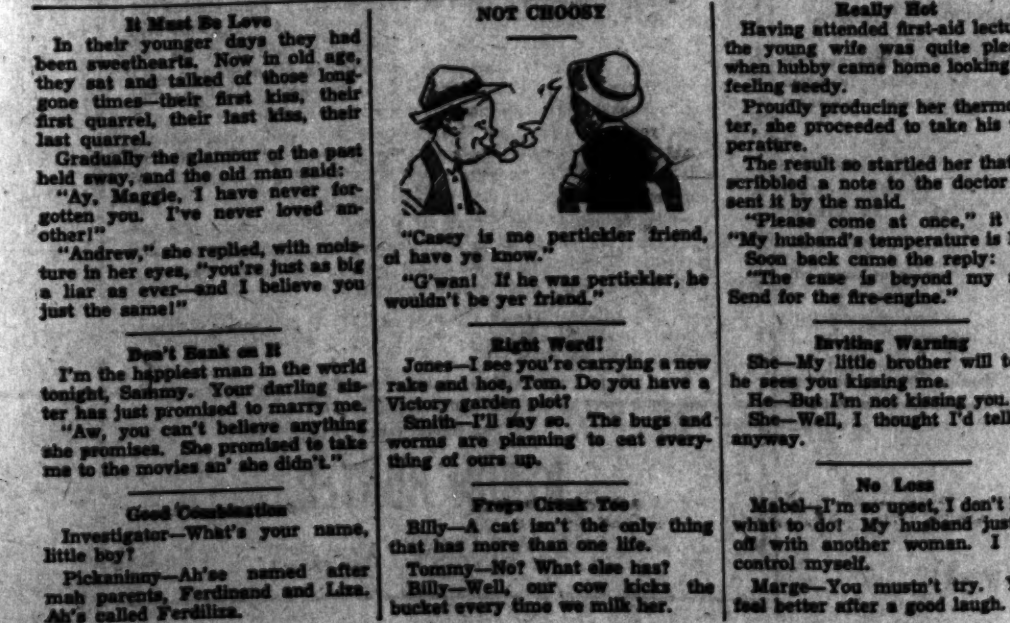 It Must Be Love
In their younger days they had
been sweethearts. Now in old age,
they sat and talked of those long-
gone times—their first kiss, their
first quarrel, their last kiss, their
last quarrel.
Gradually the glamour of the past
held sway, and the old man said:
"Ay, Maggie, I have never for-
gotten you. I've never loved an-
other!"
"Andrew," she replied, with mois-
ture in her eyes, "you're just as big
a liar as ever—and I believe you
just the same!"
Don't Bank on It
I'm the happiest man in the world
tonight, Sammy. Your darling sis-
ter has just promised to marry me.
"Aw, you can't believe anything
she promises. She promised to take
me to the movies an' she didn't."
Good Combination
Investigator—What's your name,
little boy?
Pickaninny—Ah'se named after
mah parents, Ferdinand and Liza.
Ah's called Ferdiliza.
NOT CHOOSY
"Casey is me pertickler friend,
oi have ye know."
"G'wan! If he was pertickler, he
wouldn't be yer friend."
Right Word!
Jones—I see you're carrying a new
rake and hoe, Tom. Do you have a
Victory garden plot?
Smith—I'll say so. The bugs and
worms are planning to eat every-
thing of ours up.
Frogs Croak Too
Billy—A cat isn't the only thing
that has more than one life.
Tommy—No? What else has?
Billy—Well, our cow kicks the
bucket every time we milk her.
Really Hot
Having attended first-aid lectu
the young wife was quite ple
when hubby came home looking
feeling seedy.
Proudly producing her thermo
ter, she proceeded to take his
perature.
The result so startled her that
scribbled a note to the doctor
sent it by the maid.
"Please come at once," it
"My husband's temperature is
Soon back came the reply:
"The case is beyond my
Send for the fire-engine."
Inviting Warning
She—My little brother will t
he sees you kissing me.
He—But I'm not kissing you.
She—Well, I thought I'd tell
anyway.
No Loss
Mabel—I'm so upset, I don't
what to do! My husband jus
off with another woman. I
control myself.
Marge—You mustn't try.
feel better after a good laugh.